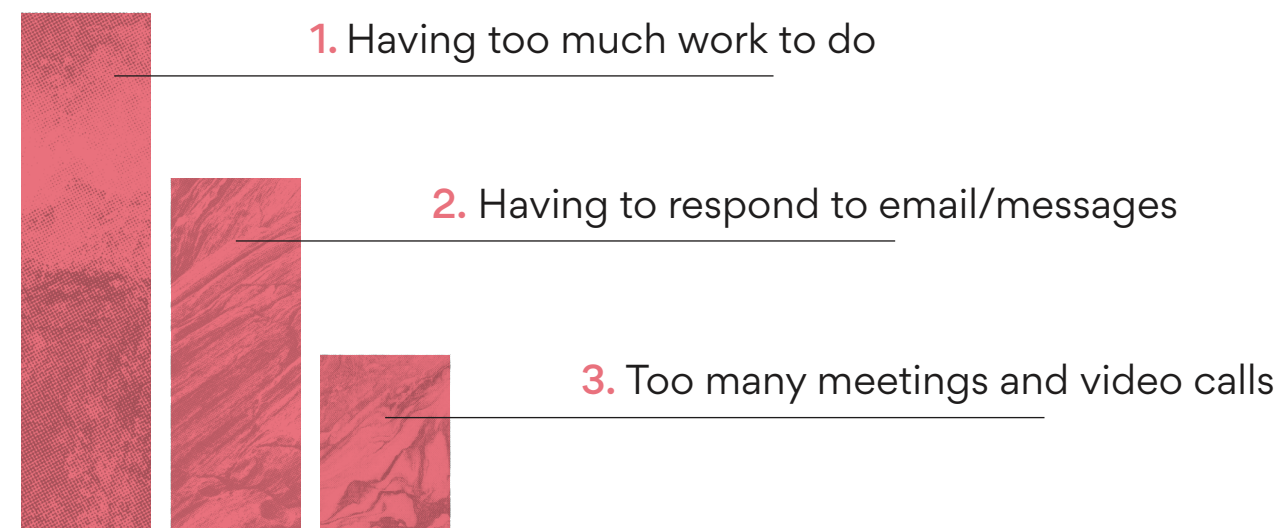 1. Having too much work to do
2. Having to respond to email/messages
3. Too many meetings and video calls